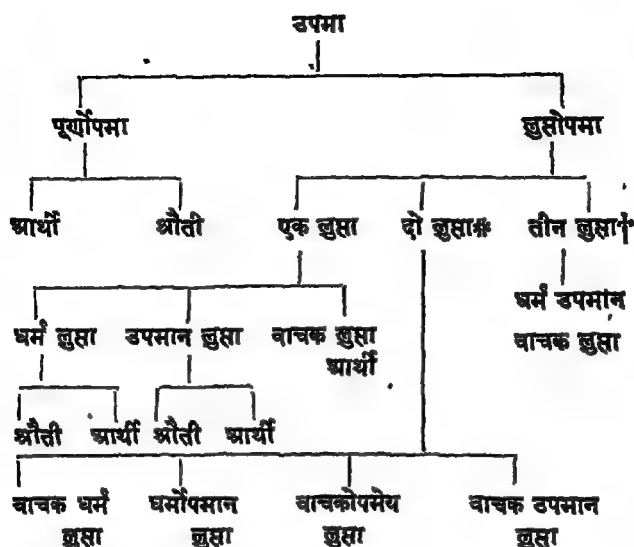 उपमा
पूर्णोपमा लुप्तोपमा
आर्थी श्रौती एक लुप्ता दो लुप्ता* तीन लुप्ता†
धर्म उपमान
धर्म लुप्ता उपमान लुप्ता वाचक लुप्ता वाचक लुप्ता
आर्थी
श्रौती आर्थी श्रौती आर्थी
वाचक धर्म धर्मोपमान वाचकोपमेय वाचक उपमान
लुप्ता लुप्ता लुप्ता लुप्ता